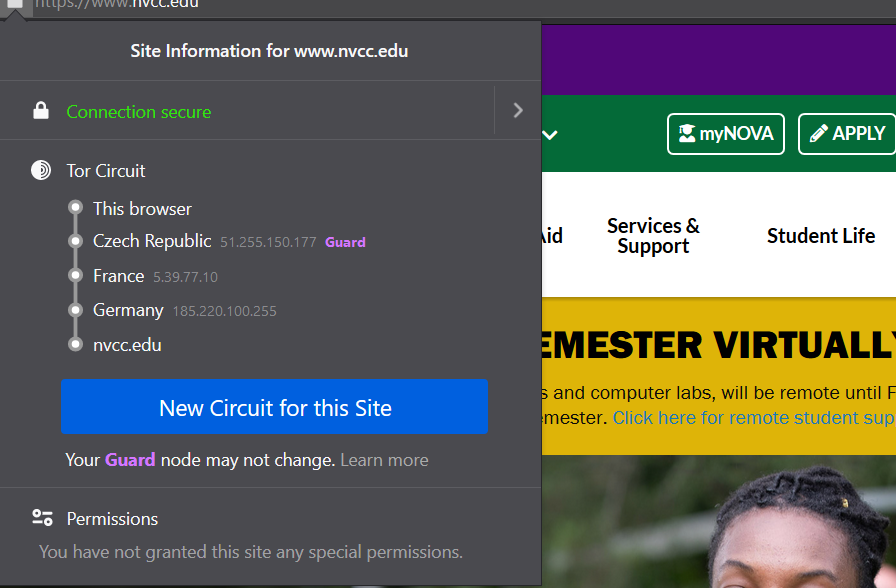 https://www.nvcc.edu
Site Information for www.nvcc.edu
Connection secure
Tor Circuit
This browser
Czech Republic 51.255.150.177 Guard
France 5.39.77.10
Germany 185.220.100.255
nvcc.edu
New Circuit for this Site
Your Guard node may not change. Learn more
Permissions
You have not granted this site any special permissions.
myNOVA
APPLY
Aid
Services &
Support
Student Life
EMESTER VIRTUALLY
s and computer labs, will be remote until F
emester. Click here for remote student sup